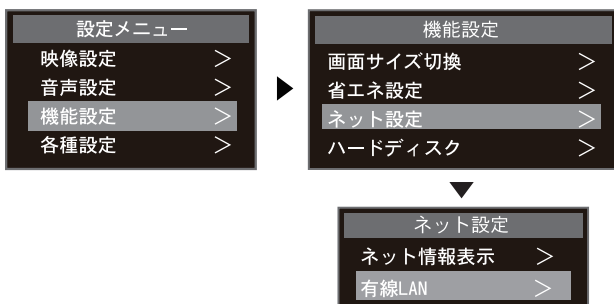 設定メニュー
映像設定 ＞
音声設定 ＞
機能設定 ＞
各種設定 ＞
機能設定
画面サイズ切換 ＞
省エネ設定 ＞
ネット設定 ＞
ハードディスク ＞
ネット設定
ネット情報表示 ＞
有線LAN ＞